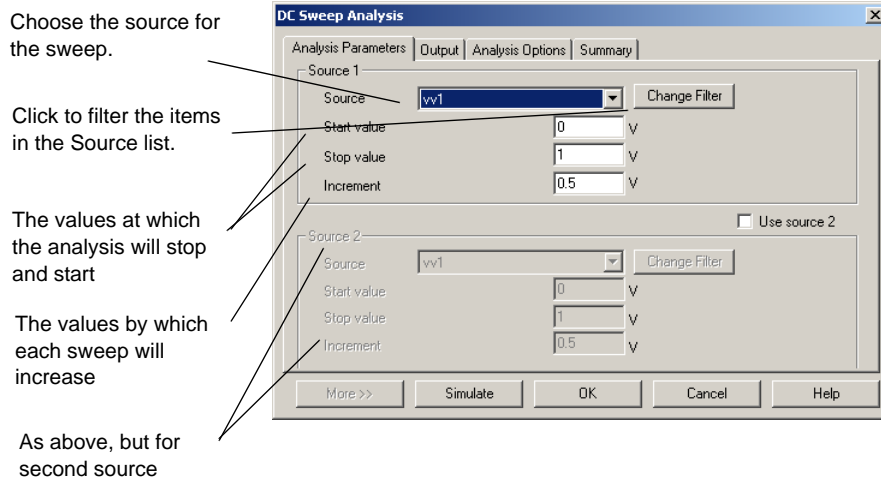 Choose the source for
the sweep.
Click to filter the items
in the Source list.
The values at which
the analysis will stop
and start
The values by which
each sweep will
increase
As above, but for
second source
DC Sweep Analysis
Analysis Parameters Output Analysis Options Summary
Source 1
Source vv1 Change Filter
Start value 0 V
Stop value 1 V
Increment 0.5 V
Use source 2
Source 2
Source vv1 Change Filter
Start value 0 V
Stop value 1 V
Increment 0.5 V
More >> Simulate OK Cancel Help